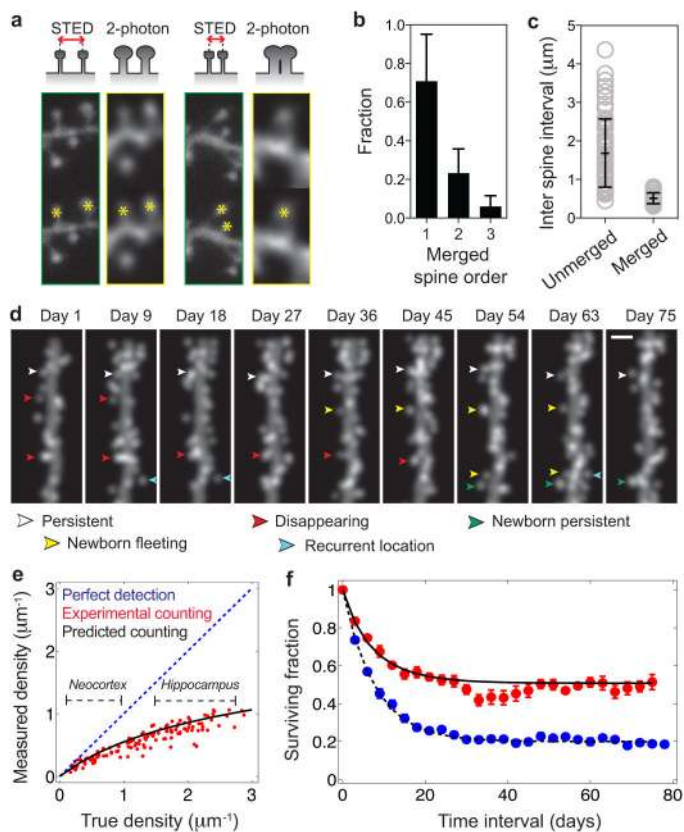 a
STED 2-photon STED 2-photon
* * * * * * *
b
Fraction
1.0
0.8
0.6
0.4
0.2
0.0
1 2 3
Merged
spine order
c
Inter spine interval (μm)
5
4
3
2
1
0
Unmerged Merged
d
Day 1 Day 9 Day 18 Day 27 Day 36 Day 45 Day 54 Day 63 Day 75
Persistent Disappearing Newborn persistent
Newborn fleeting Recurrent location
e
Measured density (μm⁻¹)
3
2
1
0
Perfect detection
Experimental counting
Predicted counting
Neocortex Hippocampus
0 1 2 3
True density (μm⁻¹)
f
Surviving fraction
1
0.8
0.6
0.4
0.2
0
0 20 40 60 80
Time interval (days)